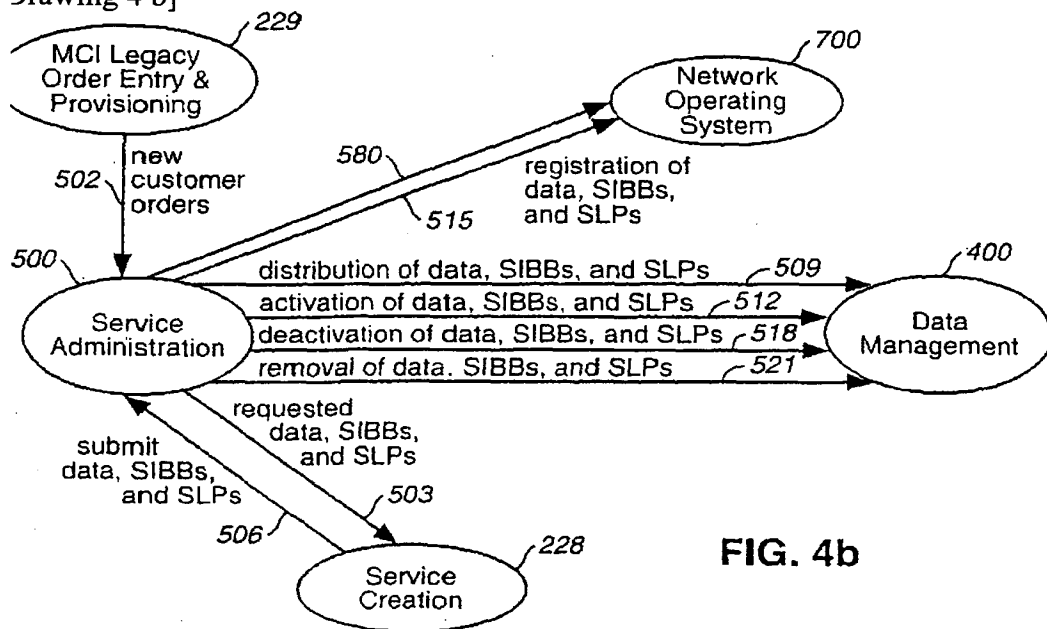 Drawing 4 b]
229
MCI Legacy
Order Entry &
Provisioning
700
Network
Operating
System
new
502 customer
orders
580
515
registration of
data, SIBBs,
and SLPs
500
Service
Administration
distribution of data, SIBBs, and SLPs 509
activation of data, SIBBs, and SLPs 512
deactivation of data, SIBBs, and SLPs 518
removal of data. SIBBs, and SLPs 521
400
Data
Management
requested
data, SIBBs,
and SLPs
submit
data, SIBBs,
and SLPs
503
506
228
Service
Creation
FIG. 4b